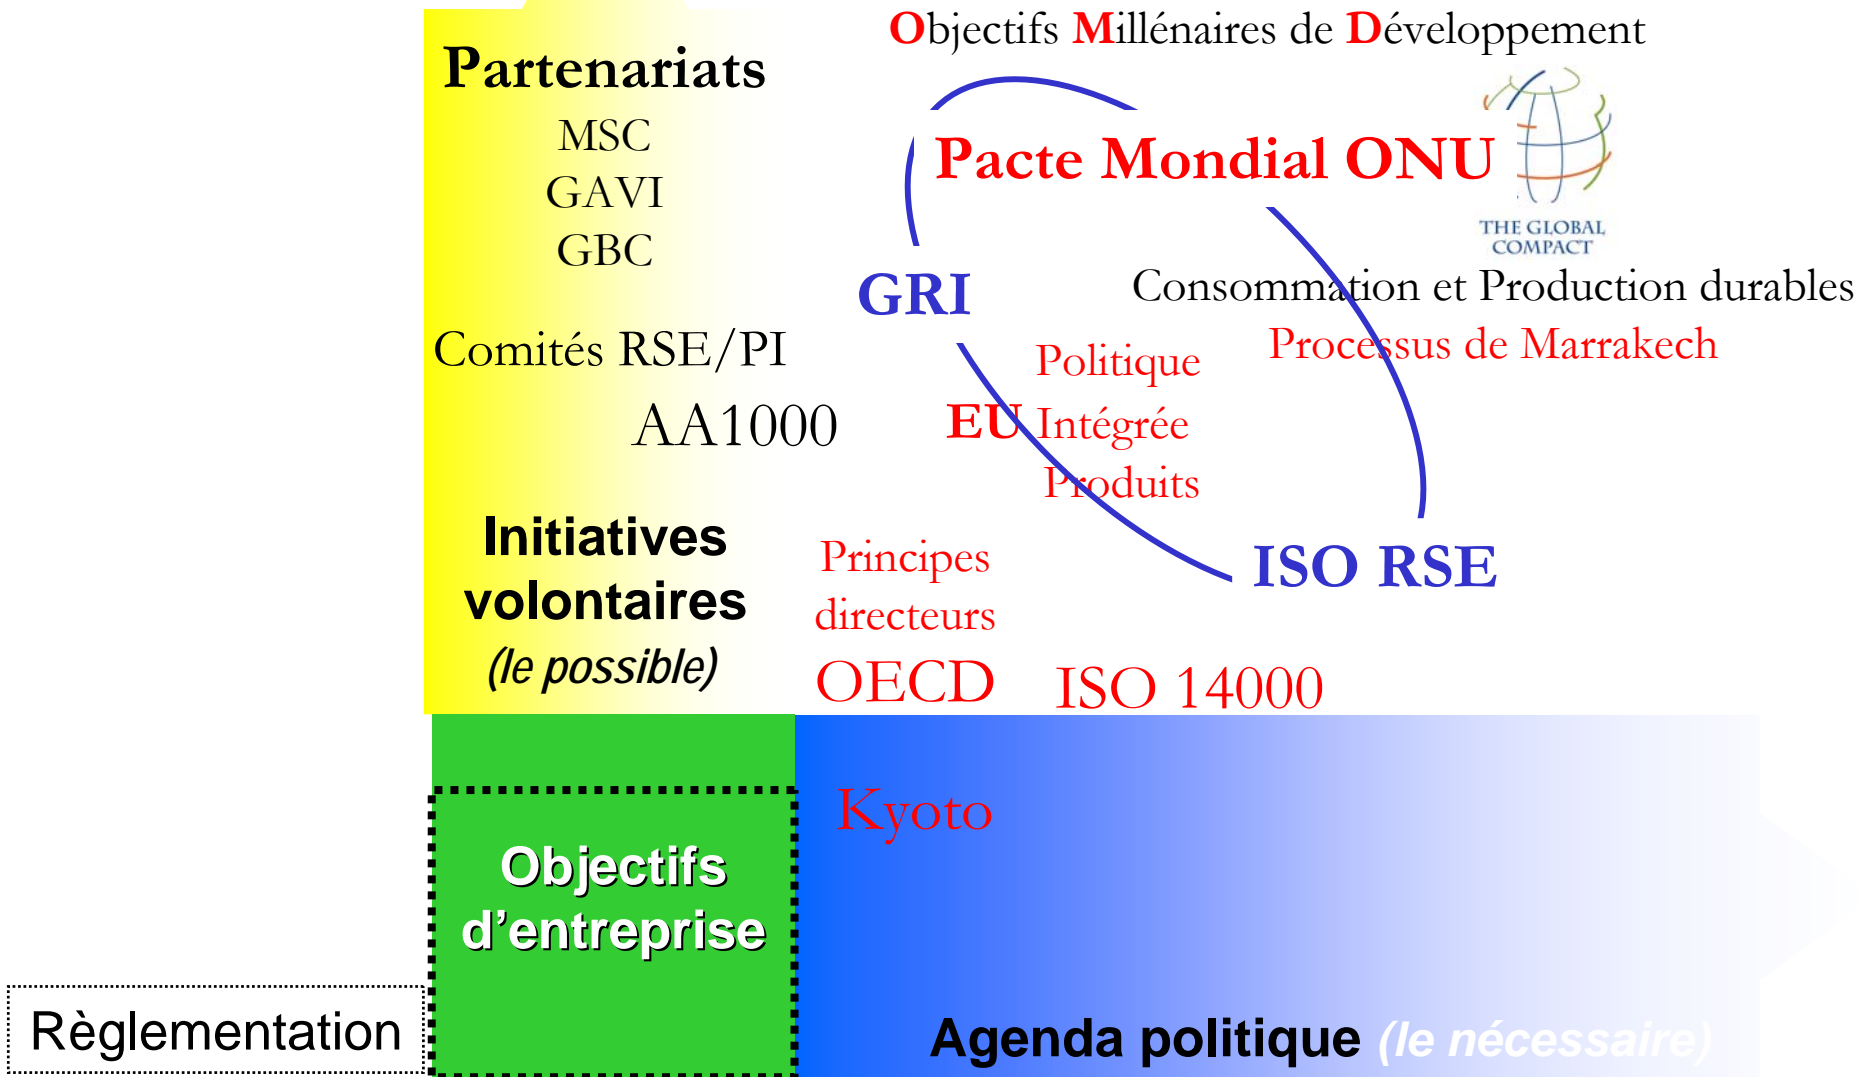 Objectifs Millénaires de Développement
Partenariats
MSC
GAVI
GBC
Pacte Mondial ONU
THE GLOBAL
COMPACT
GRI
Consommation et Production durables
Processus de Marrakech
Comités RSE/PI
AA1000
Politique
EU Intégrée
Produits
Initiatives
volontaires
(le possible)
Principes
directeurs
OECD
ISO 14000
ISO RSE
Kyoto
Objectifs
d’entreprise
Règlementation
Agenda politique (le nécessaire)